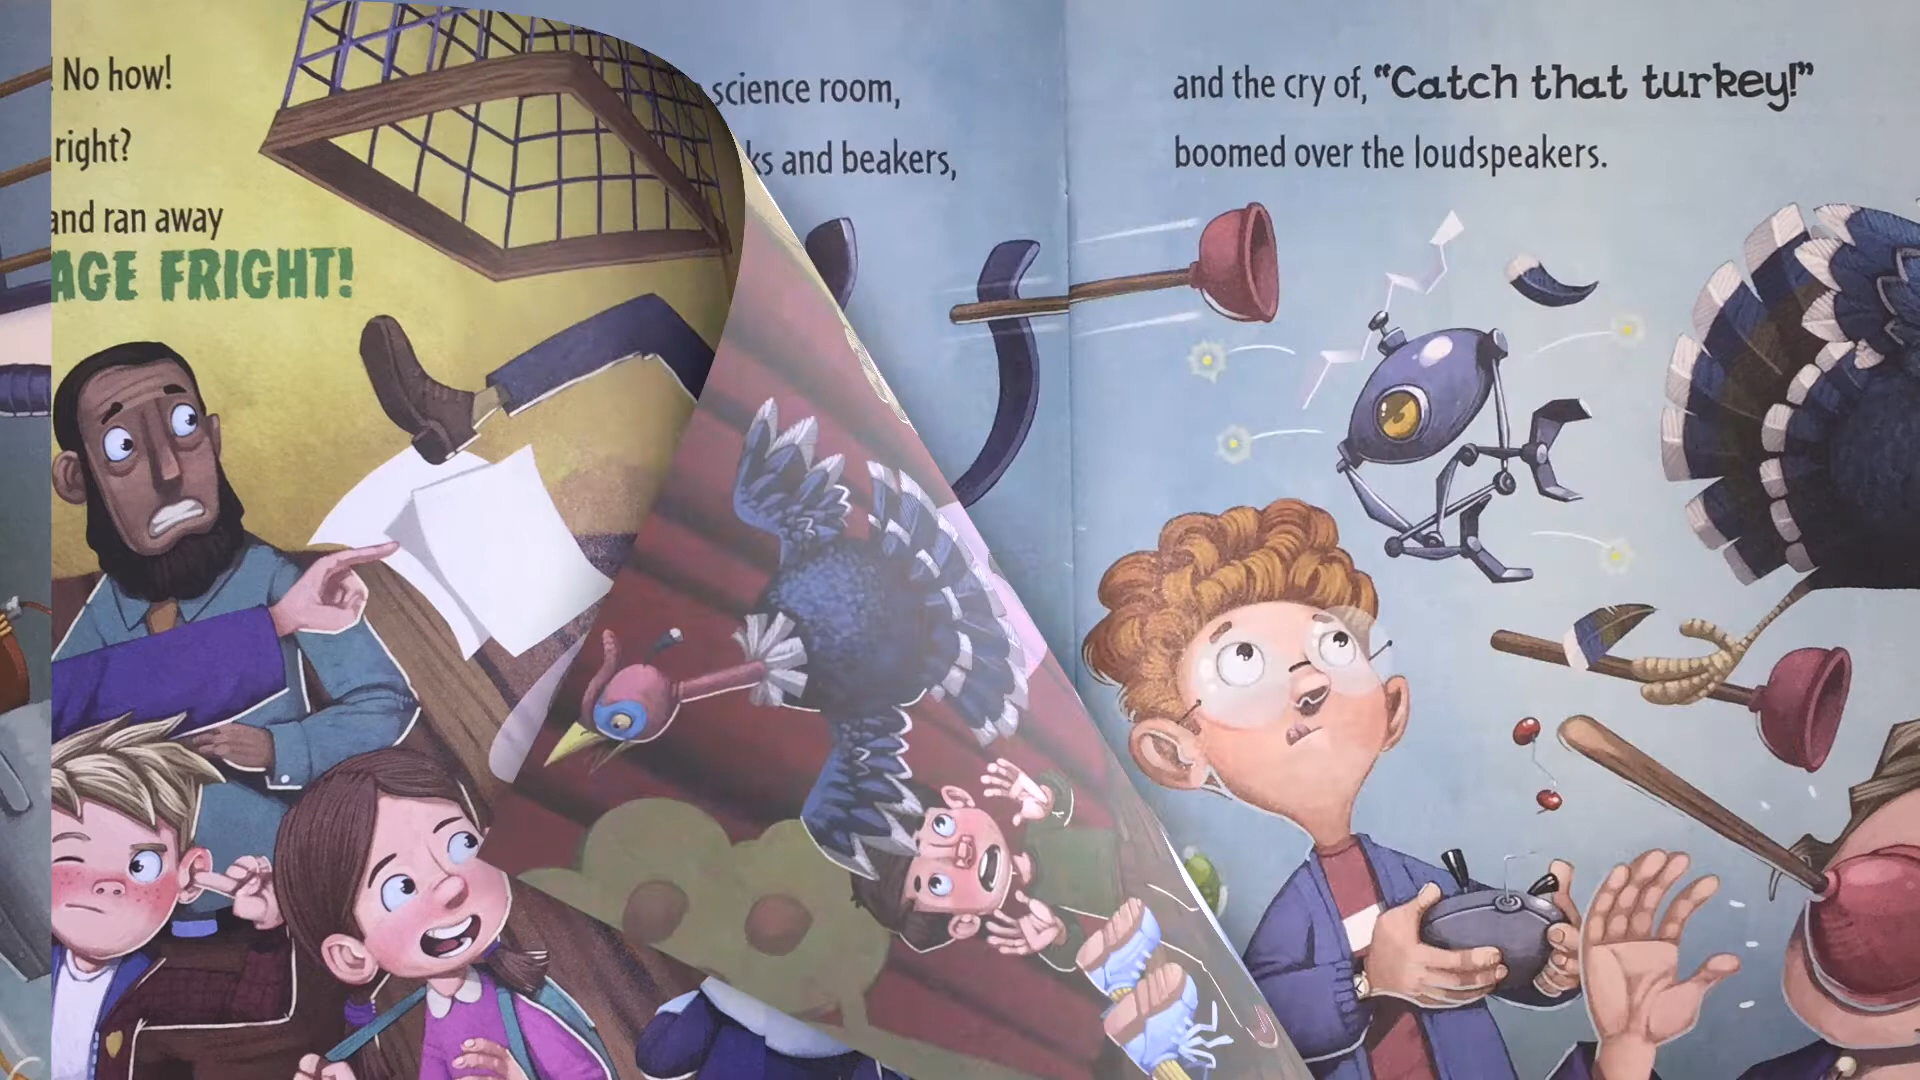 No how!
right?
and ran away
AGE FRIGHT!
science room,
ks and beakers,
and the cry of, “Catch that turkey!”
boomed over the loudspeakers.